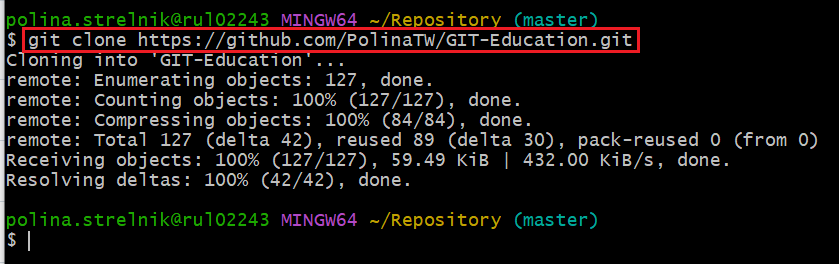 polina.strelnik@rul02243 MINGW64 ~/Repository (master)
$ git clone https://github.com/PolinaTW/GIT-Education.git
Cloning into 'GIT-Education'...
remote: Enumerating objects: 127, done.
remote: Counting objects: 100% (127/127), done.
remote: Compressing objects: 100% (84/84), done.
remote: Total 127 (delta 42), reused 89 (delta 30), pack-reused 0 (from 0)
Receiving objects: 100% (127/127), 59.49 KiB | 432.00 KiB/s, done.
Resolving deltas: 100% (42/42), done.
polina.strelnik@rul02243 MINGW64 ~/Repository (master)
$